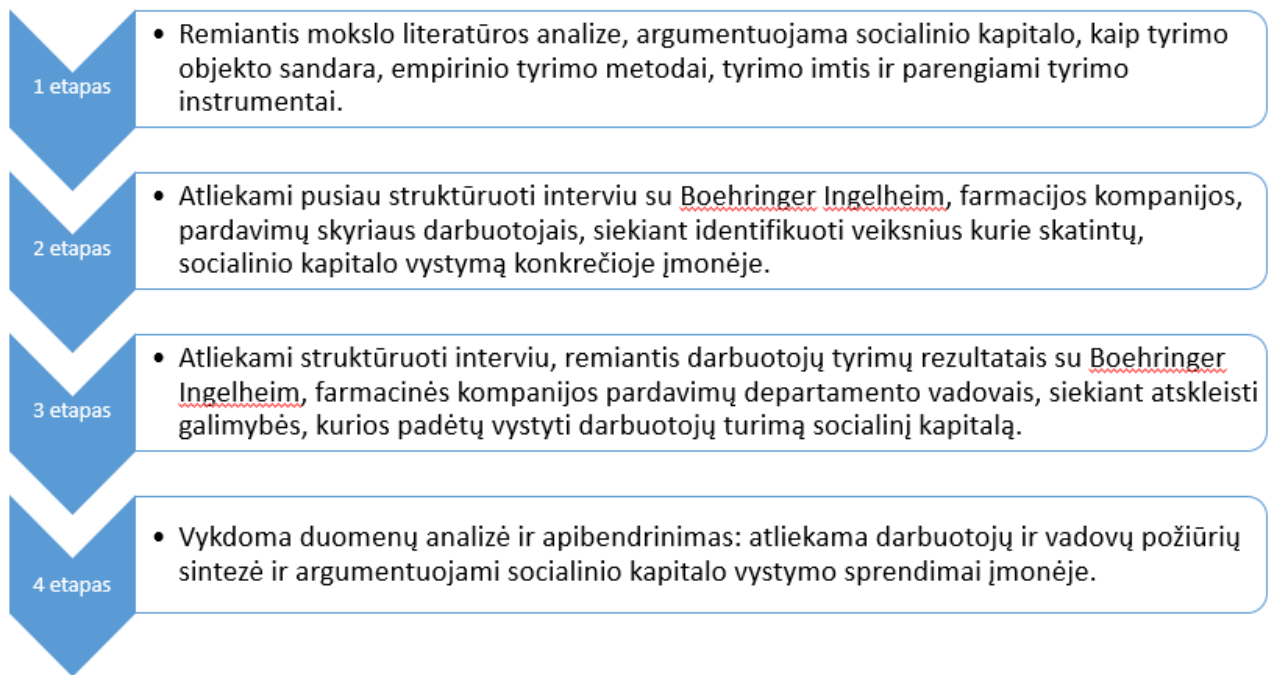 1 etapas
• Remiantis mokslo literatūros analize, argumentuojama socialinio kapitalo, kaip tyrimo
objekto sandara, empirinio tyrimo metodai, tyrimo imtis ir parengiami tyrimo
instrumentai.
2 etapas
• Atliekami pusiau struktūruoti interviu su Boehringer Ingelheim, farmacijos kompanijos,
pardavimų skyriaus darbuotojais, siekiant identifikuoti veiksnius kurie skatintų,
socialinio kapitalo vystymą konkrečioje įmonėje.
3 etapas
• Atliekami struktūruoti interviu, remiantis darbuotojų tyrimų rezultatais su Boehringer
Ingelheim, farmacinės kompanijos pardavimų departamento vadovais, siekiant atskleisti
galimybės, kurios padėtų vystyti darbuotojų turimą socialinį kapitalą.
4 etapas
• Vykdoma duomenų analizė ir apibendrinimas: atliekama darbuotojų ir vadovų požiūrių
sintezė ir argumentuojami socialinio kapitalo vystymo sprendimai įmonėje.